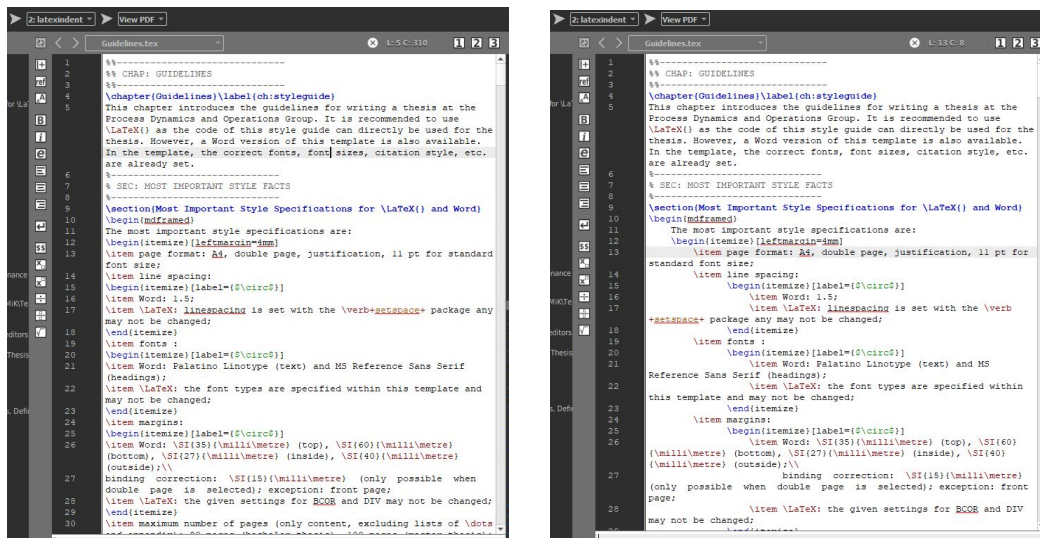 2: latexindent
View PDF
Guidelines.tex
L: 5 C: 310
1 2 3
ref
B
i
e
$$
or \LaT
nance
MiKTe
editors
Thesis
s, Defin
1 %%------------------------------
2 %% CHAP: GUIDELINES
3 %%------------------------------
4 \chapter{Guidelines}\label{ch:styleguide}
5 This chapter introduces the guidelines for writing a thesis at the
Process Dynamics and Operations Group. It is recommended to use
\LaTeX{} as the code of this style guide can directly be used for the
thesis. However, a Word version of this template is also available.
In the template, the correct fonts, font sizes, citation style, etc.
are already set.
6 %------------------------------
7 % SEC: MOST IMPORTANT STYLE FACTS
8 %------------------------------
9 \section{Most Important Style Specifications for \LaTeX{} and Word}
10 \begin{mdframed}
11 The most important style specifications are:
12 \begin{itemize}[leftmargin=4mm]
13 \item page format: A4, double page, justification, 11 pt for standard
font size;
14 \item line spacing:
15 \begin{itemize}[label={$\circ$}]
16 \item Word: 1.5;
17 \item \LaTeX: linespacing is set with the \verb+setspace+ package any
may not be changed;
18 \end{itemize}
19 \item fonts :
20 \begin{itemize}[label={$\circ$}]
21 \item Word: Palatino Linotype (text) and MS Reference Sans Serif
(headings);
22 \item \LaTeX: the font types are specified within this template and
may not be changed;
23 \end{itemize}
24 \item margins:
25 \begin{itemize}[label={$\circ$}]
26 \item Word: \SI{35}{\milli\metre} (top), \SI{60}{\milli\metre}
(bottom), \SI{27}{\milli\metre} (inside), \SI{40}{\milli\metre}
(outside);\\
27 binding correction: \SI{15}{\milli\metre} (only possible when
double page is selected); exception: front page;
28 \item \LaTeX: the given settings for BCOR and DIV may not be changed;
29 \end{itemize}
30 \item maximum number of pages (only content, excluding lists of \dots
2: latexindent
View PDF
Guidelines.tex
L: 13 C: 8
1 2 3
ref
B
i
e
$$
or \LaT
nance
MiKTe
editors
Thesis
s, Defin
1 %%------------------------------
2 %% CHAP: GUIDELINES
3 %%------------------------------
4 \chapter{Guidelines}\label{ch:styleguide}
5 This chapter introduces the guidelines for writing a thesis at the
Process Dynamics and Operations Group. It is recommended to use
\LaTeX{} as the code of this style guide can directly be used for the
thesis. However, a Word version of this template is also available.
In the template, the correct fonts, font sizes, citation style, etc.
are already set.
6 %------------------------------
7 % SEC: MOST IMPORTANT STYLE FACTS
8 %------------------------------
9 \section{Most Important Style Specifications for \LaTeX{} and Word}
10 \begin{mdframed}
11 The most important style specifications are:
12 \begin{itemize}[leftmargin=4mm]
13 \item page format: A4, double page, justification, 11 pt for
standard font size;
14 \item line spacing:
15 \begin{itemize}[label={$\circ$}]
16 \item Word: 1.5;
17 \item \LaTeX: linespacing is set with the \verb
+setspace+ package any may not be changed;
18 \end{itemize}
19 \item fonts :
20 \begin{itemize}[label={$\circ$}]
21 \item Word: Palatino Linotype (text) and MS
Reference Sans Serif (headings);
22 \item \LaTeX: the font types are specified within
this template and may not be changed;
23 \end{itemize}
24 \item margins:
25 \begin{itemize}[label={$\circ$}]
26 \item Word: \SI{35}{\milli\metre} (top), \SI{60}
{\milli\metre} (bottom), \SI{27}{\milli\metre} (inside), \SI{40}
{\milli\metre} (outside);\\
27 binding correction: \SI{15}{\milli\metre}
(only possible when double page is selected); exception: front
page;
28 \item \LaTeX: the given settings for BCOR and DIV
may not be changed;